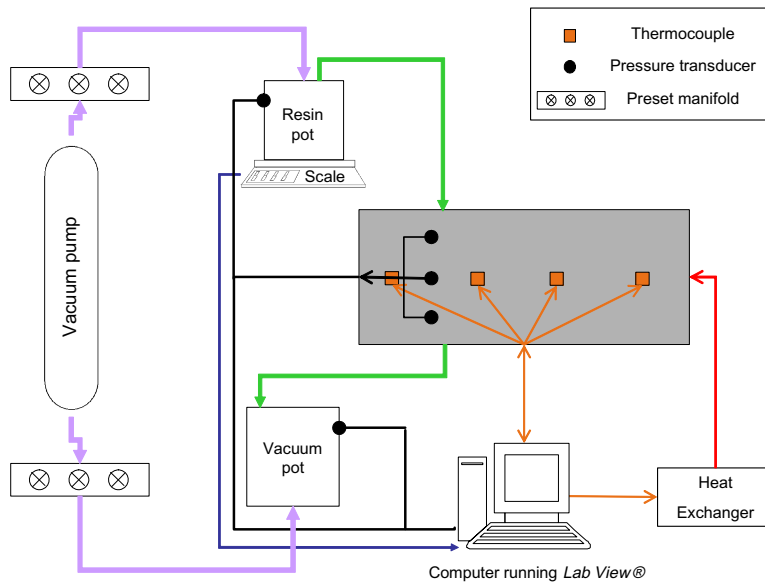 Thermocouple
Pressure transducer
Preset manifold
Resin
pot
Scale
Vacuum pump
Vacuum
pot
Heat
Exchanger
Computer running Lab View®